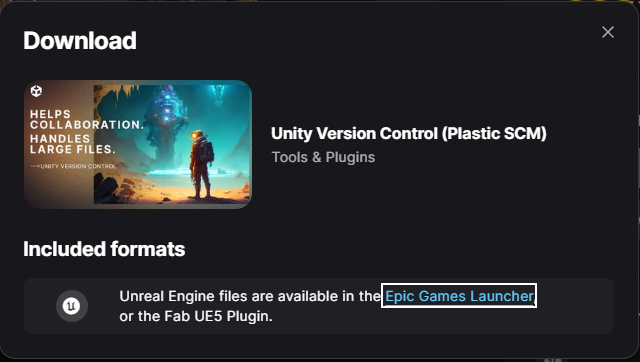 Download
HELPS
COLLABORATION.
HANDLES
LARGE FILES.
→UNITY VERSION CONTROL
Unity Version Control (Plastic SCM)
Tools & Plugins
Included formats
Unreal Engine files are available in the Epic Games Launcher,
or the Fab UE5 Plugin.